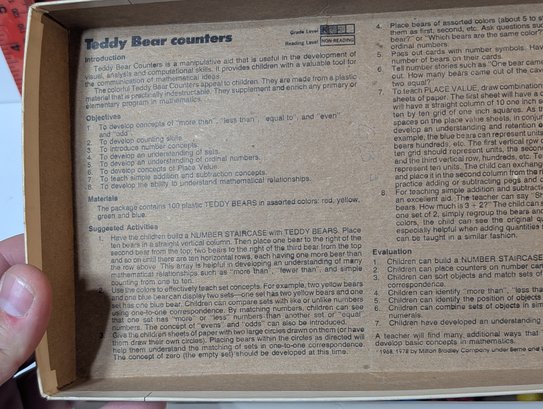 Teddy Bear counters
Grade Level K
Reading Level NON-READING
Introduction
Teddy Bear Counters is a manipulative aid that is useful in the development of
visual, analysis and computational skills. It provides children with a valuable tool for
the communication of mathematical ideas.
The colorful Teddy Bear Counters appeal to children. They are made from a plastic
material that is practically indestructable. They supplement and enrich any primary or
elementary program in mathematics.
Objectives
1. To develop concepts of "more than", "less than", equal to", and "even"
and "odd".
2. To develop counting skills.
3. To introduce number concepts.
4. To develop an understanding of sets.
5. To develop an understanding of ordinal numbers.
6. To develop concepts of Place Value.
7. To teach simple addition and subtraction concepts.
8. To develop the ability to understand mathematical relationships.
Materials
The package contains 100 plastic TEDDY BEARS in assorted colors: red, yellow,
green and blue.
Suggested Activities
1. Have the children build a NUMBER STAIRCASE with TEDDY BEARS. Place
ten bears in a straight vertical column. Then place one bear to the right of the
second bear from the top; two bears to the right of the third bear from the top
and so on until there are ten horizontal rows, each having one more bear than
the row above. This array is helpful in developing an understanding of many
mathematical relationships such as "more than", "fewer than", and simple
counting from one to ten.
2. Use the colors to effectively teach set concepts. For example, two yellow bears
and one blue bear can display two sets—one set has two yellow bears and one
set has one blue bear. Children can compare sets with like or unlike numbers
using one-to-one correspondence. By matching numbers, children can see
that one set has "more" or "less" numbers than another set or "equal"
numbers. The concept of "evens" and "odds" can also be introduced.
3. Give the children sheets of paper with two large circles drawn on them (or have
them draw their own circles). Placing bears within the circles as directed will
help them understand the matching of sets in one-to-one correspondence.
The concept of zero (the empty set) should be developed at this time.
4. Place bears of assorted colors (about 5 to
them as first, second, etc. Ask questions suc
bear?" or "Which bears are the same color?"
ordinal numbers.
5. Pass out cards with number symbols. Have
number of bears on their cards.
6. Tell number stories such as "One bear came
out. How many bears came out of the cave
two equal?"
7. To teach PLACE VALUE, draw combination
sheets of paper. The first sheet will have a c
will have a straight column of 10 one inch s
ten by ten grid of one inch squares. As th
spaces on the place value sheets, in conjun
develop an understanding and retention o
example, the blue bears can represent units
bears hundreds, etc. The first vertical row o
ten grid should represent units, the second
and the third vertical row, hundreds, etc. To
represent ten units. The child can exchange
and place it in the second column from the r
practice adding or subtracting pegs and c
8. For teaching simple addition and subtractio
an excellent aid. The teacher can say "Br
bears. How much is 3 + 2?" The child can s
one set of 2, simply regroup the bears and
colors, the child can see the original qu
especially helpful when adding quantities
can be taught in a similar fashion.
Evaluation
1. Children can build a NUMBER STAIRCASE
2. Children can place counters on number car
3. Children can sort objects and match sets of
correspondence.
4. Children can identify "more than", "less tha
5. Children can identify the position of objects
6. Children can combine simple sets of objects
numerals.
7. Children have developed an understanding
A teacher will find many additional ways that
develop basic concepts in mathematics.
1968, 1978 by Milton Bradley Company under Berne and